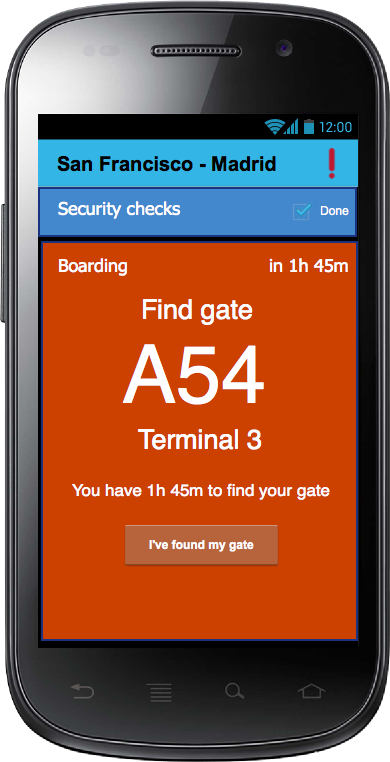 12:00
San Francisco - Madrid
Security checks Done
Boarding in 1h 45m
Find gate
A54
Terminal 3
You have 1h 45m to find your gate
I've found my gate